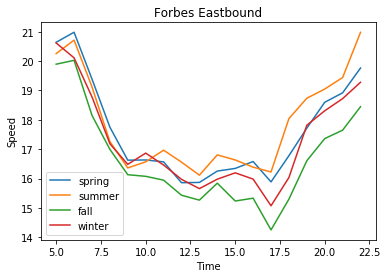 Forbes Eastbound
21
20
19
18
17
16
15
14
Speed
spring
summer
fall
winter
5.0 7.5 10.0 12.5 15.0 17.5 20.0 22.5
Time